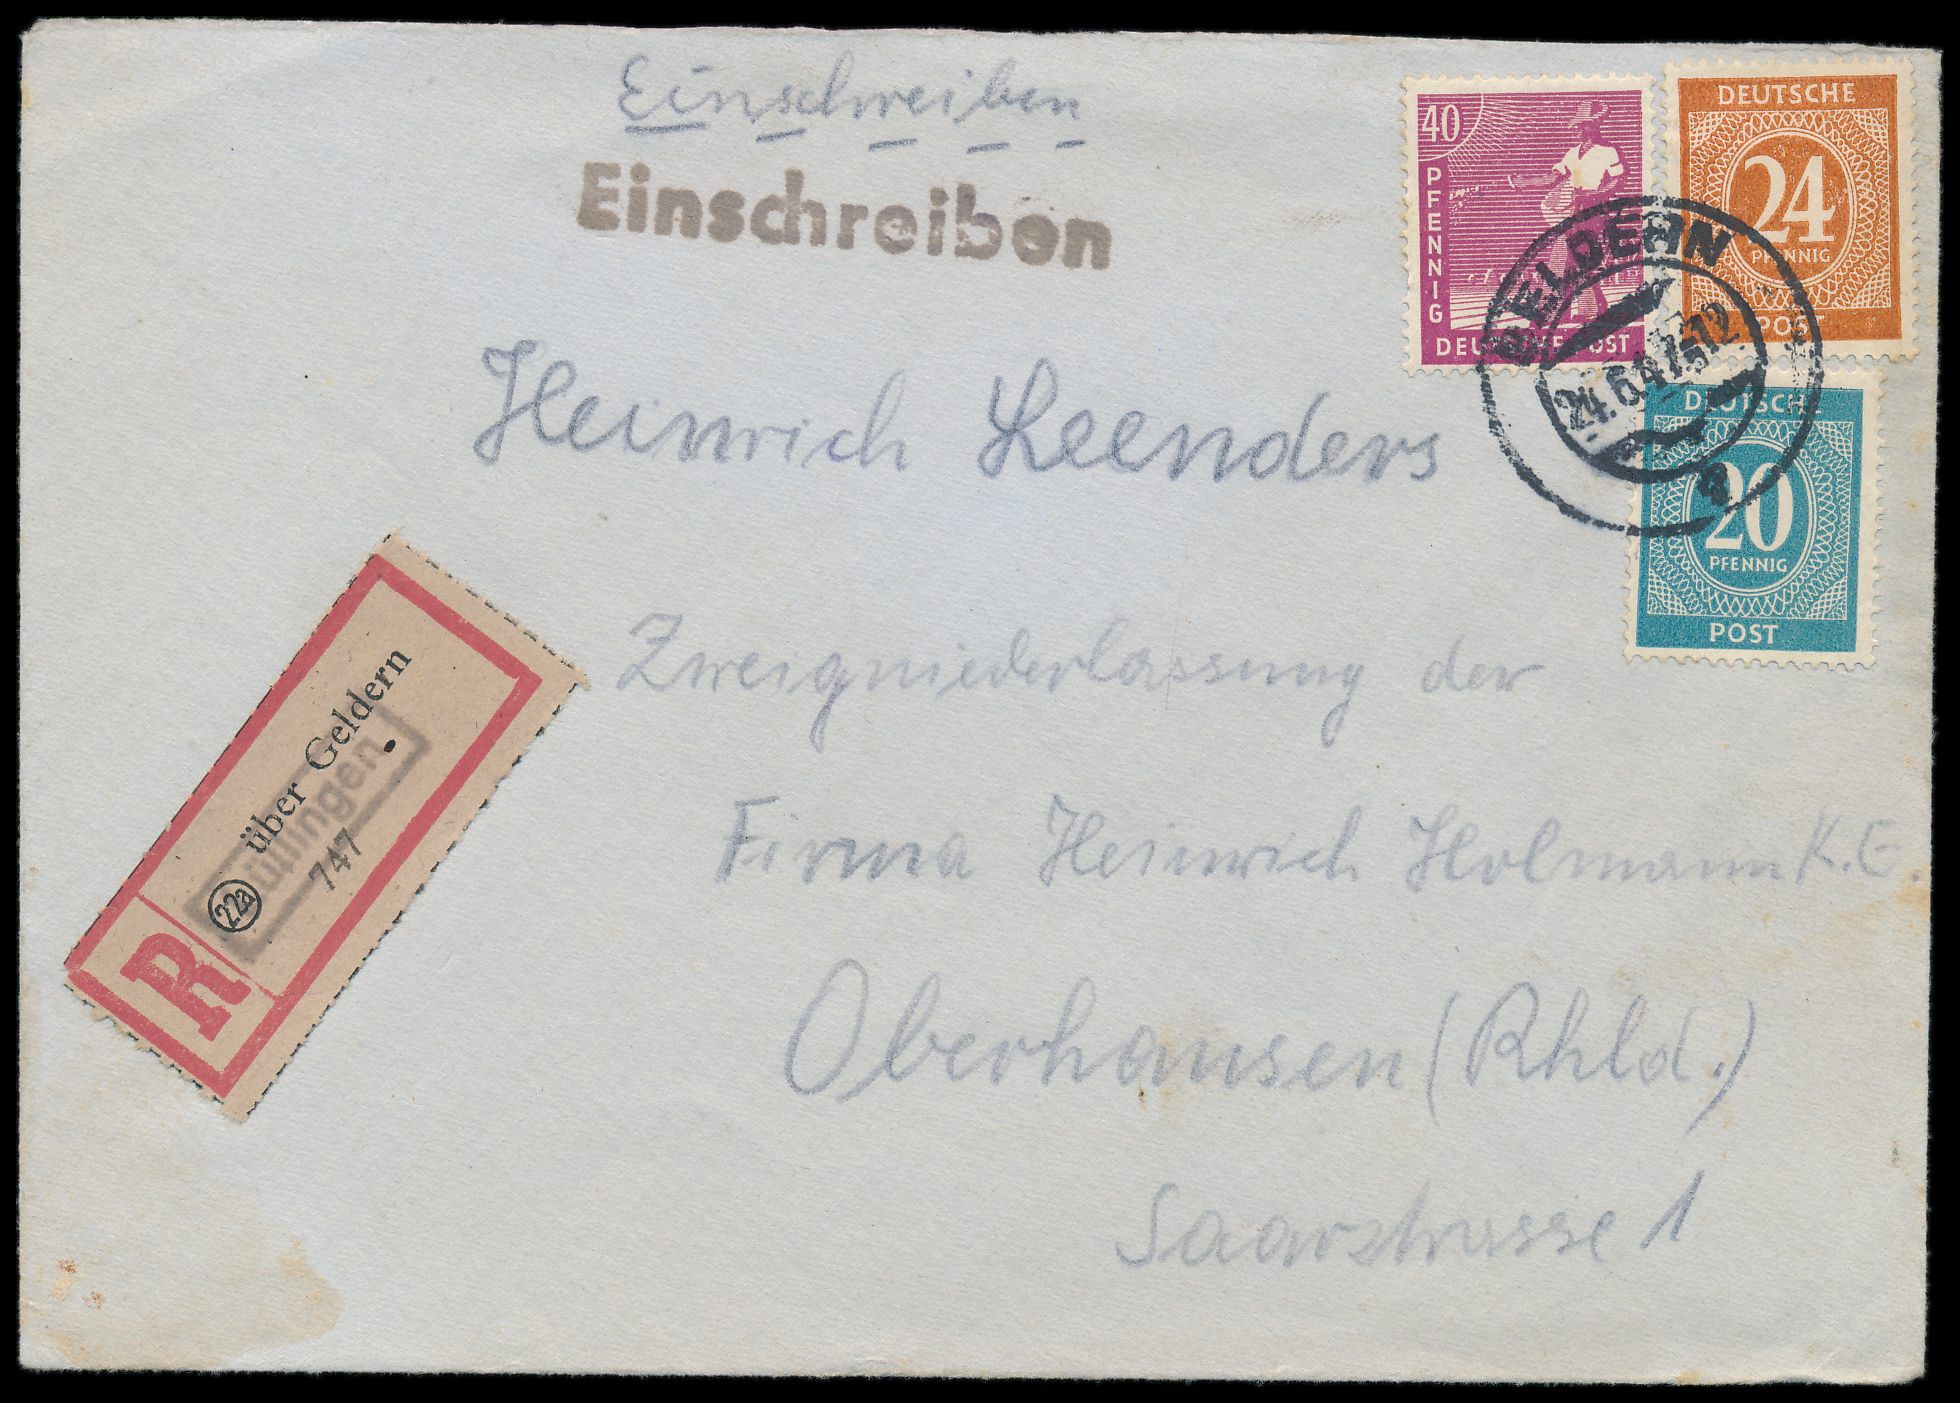 Einschreiben
Einschreiben
40
PFENNIG
DEUTSCHE POST
DEUTSCHE
24
PFENNIG
POST
GELDERN
24.6.47.-12
a
DEUTSCHE
20
PFENNIG
POST
Heinrich Leenders
Zweigniederlassung der
Firma Heinrich Holmann K.G.
Oberhausen (Rhld.)
Saarstrasse 1
R
22a
über Geldern
747